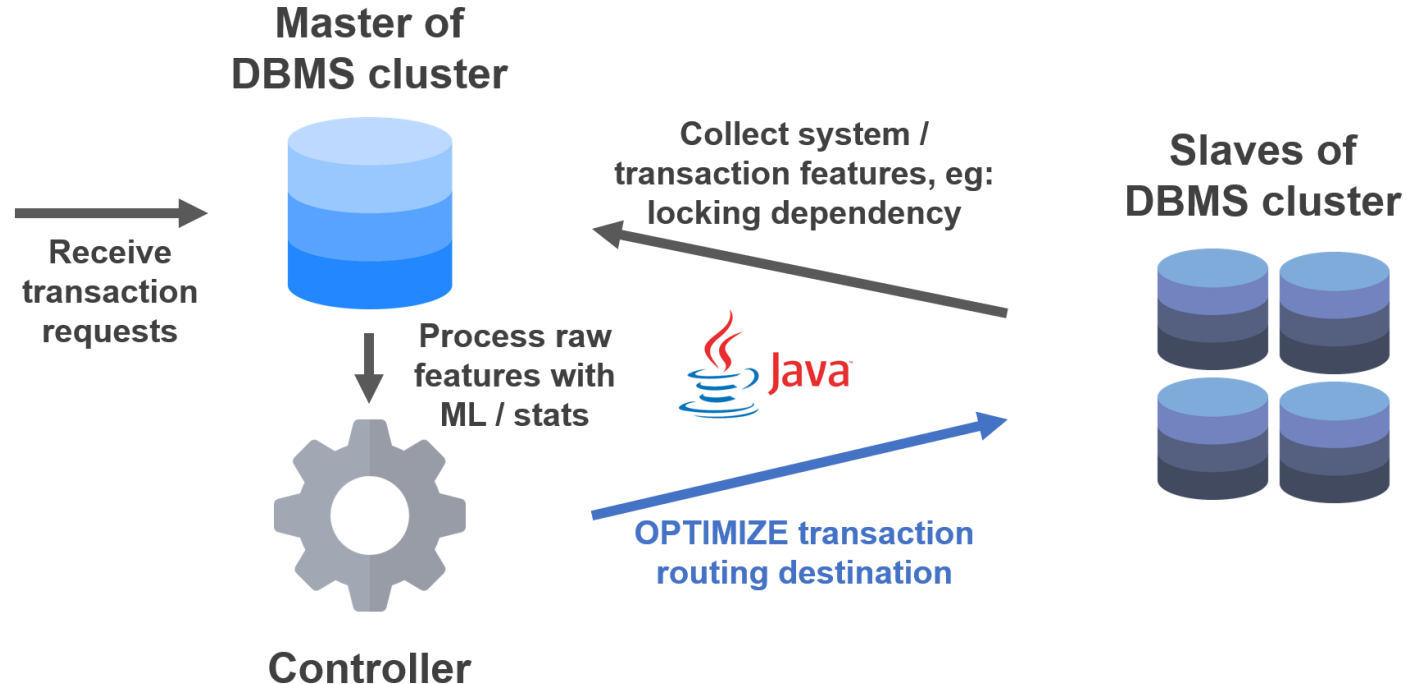 Master of
DBMS cluster
Receive
transaction
requests
Process raw
features with
ML / stats
Controller
Collect system /
transaction features, eg:
locking dependency
Java™
OPTIMIZE transaction
routing destination
Slaves of
DBMS cluster